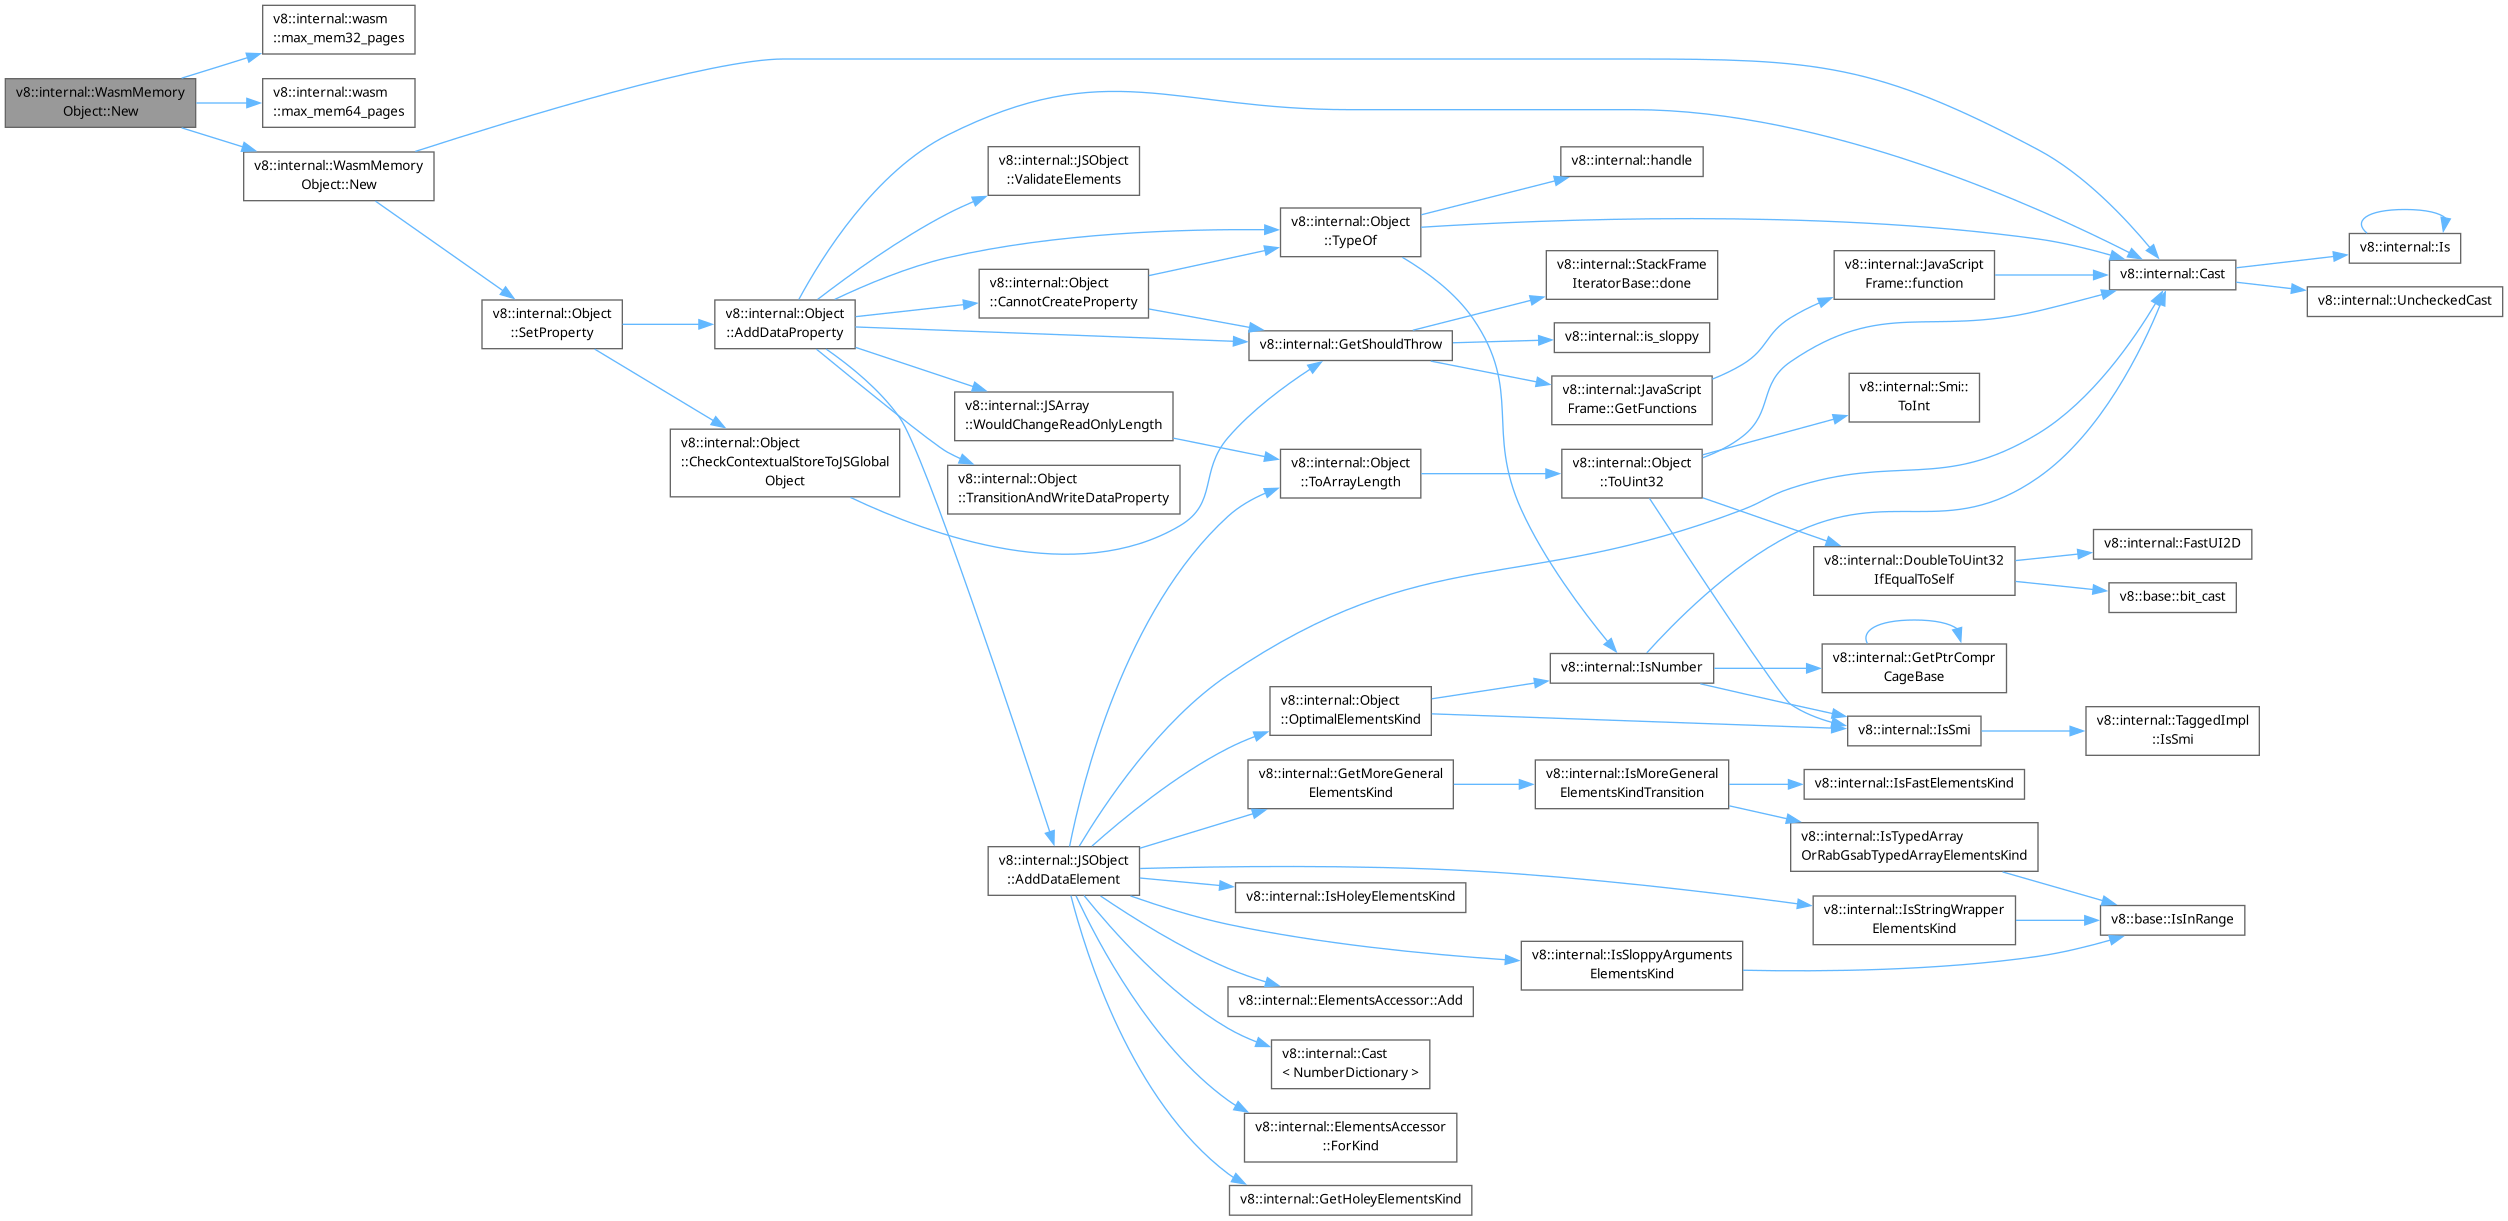 v8::internal::WasmMemory
Object::New
v8::internal::wasm
::max_mem32_pages
v8::internal::wasm
::max_mem64_pages
v8::internal::WasmMemory
Object::New
v8::internal::Object
::SetProperty
v8::internal::Object
::AddDataProperty
v8::internal::Object
::CheckContextualStoreToJSGlobal
Object
v8::internal::JSObject
::ValidateElements
v8::internal::Object
::CannotCreateProperty
v8::internal::JSArray
::WouldChangeReadOnlyLength
v8::internal::Object
::TransitionAndWriteDataProperty
v8::internal::JSObject
::AddDataElement
v8::internal::Object
::TypeOf
v8::internal::GetShouldThrow
v8::internal::Object
::ToArrayLength
v8::internal::Object
::OptimalElementsKind
v8::internal::GetMoreGeneral
ElementsKind
v8::internal::IsHoleyElementsKind
v8::internal::ElementsAccessor::Add
v8::internal::Cast
< NumberDictionary >
v8::internal::ElementsAccessor
::ForKind
v8::internal::GetHoleyElementsKind
v8::internal::handle
v8::internal::StackFrame
IteratorBase::done
v8::internal::is_sloppy
v8::internal::JavaScript
Frame::GetFunctions
v8::internal::Object
::ToUint32
v8::internal::IsNumber
v8::internal::IsMoreGeneral
ElementsKindTransition
v8::internal::IsSloppyArguments
ElementsKind
v8::internal::JavaScript
Frame::function
v8::internal::Smi::
ToInt
v8::internal::DoubleToUint32
IfEqualToSelf
v8::internal::GetPtrCompr
CageBase
v8::internal::IsSmi
v8::internal::IsFastElementsKind
v8::internal::IsTypedArray
OrRabGsabTypedArrayElementsKind
v8::internal::IsStringWrapper
ElementsKind
v8::internal::Cast
v8::internal::FastUI2D
v8::base::bit_cast
v8::internal::TaggedImpl
::IsSmi
v8::base::IsInRange
v8::internal::Is
v8::internal::UncheckedCast